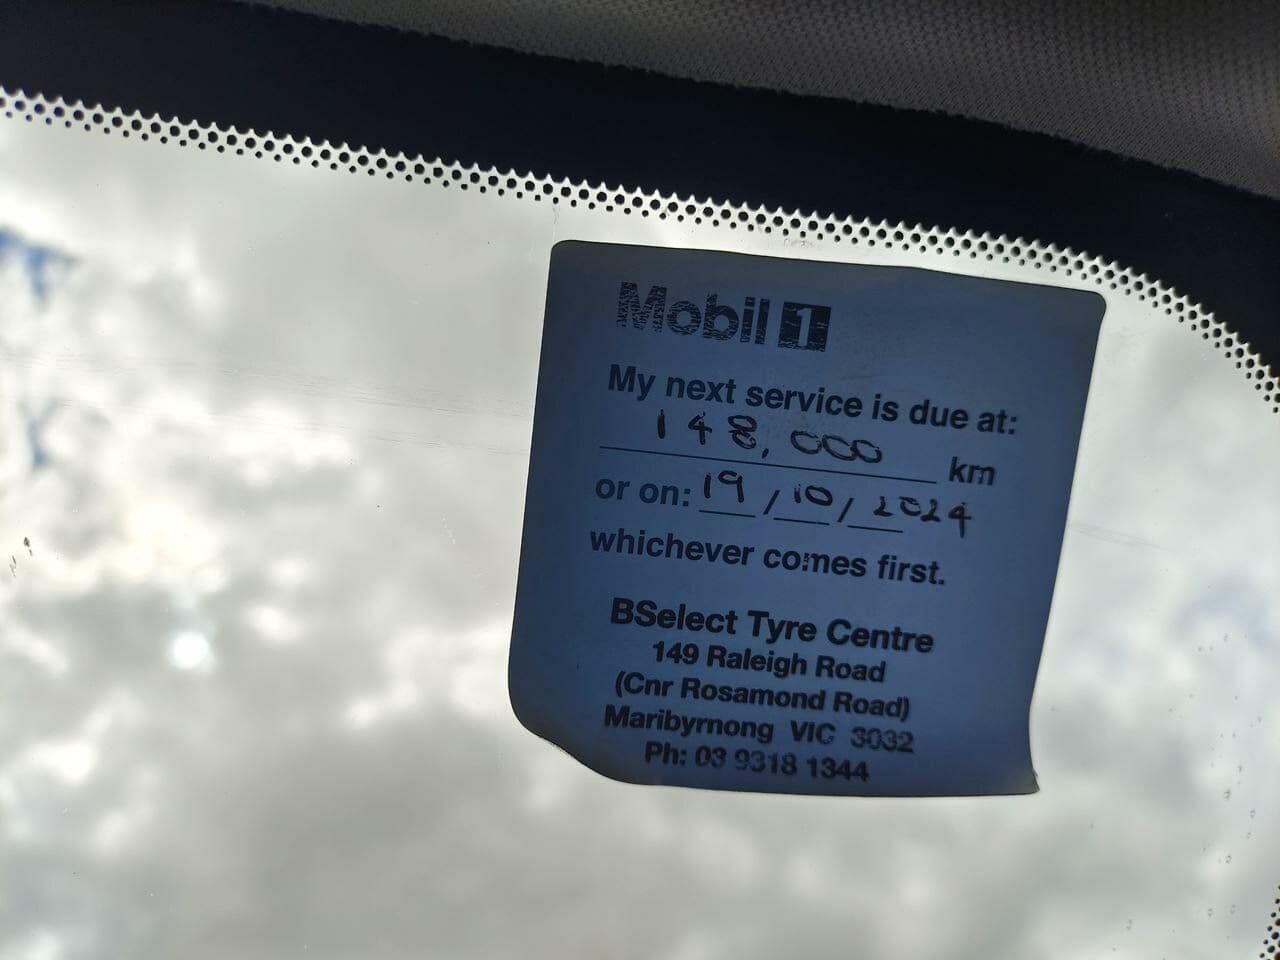 Mobil 1
My next service is due at:
148,000 km
or on: 19/10/2024
whichever comes first.
BSelect Tyre Centre
149 Raleigh Road
(Cnr Rosamond Road)
Maribyrnong VIC 3032
Ph: 03 9318 1344